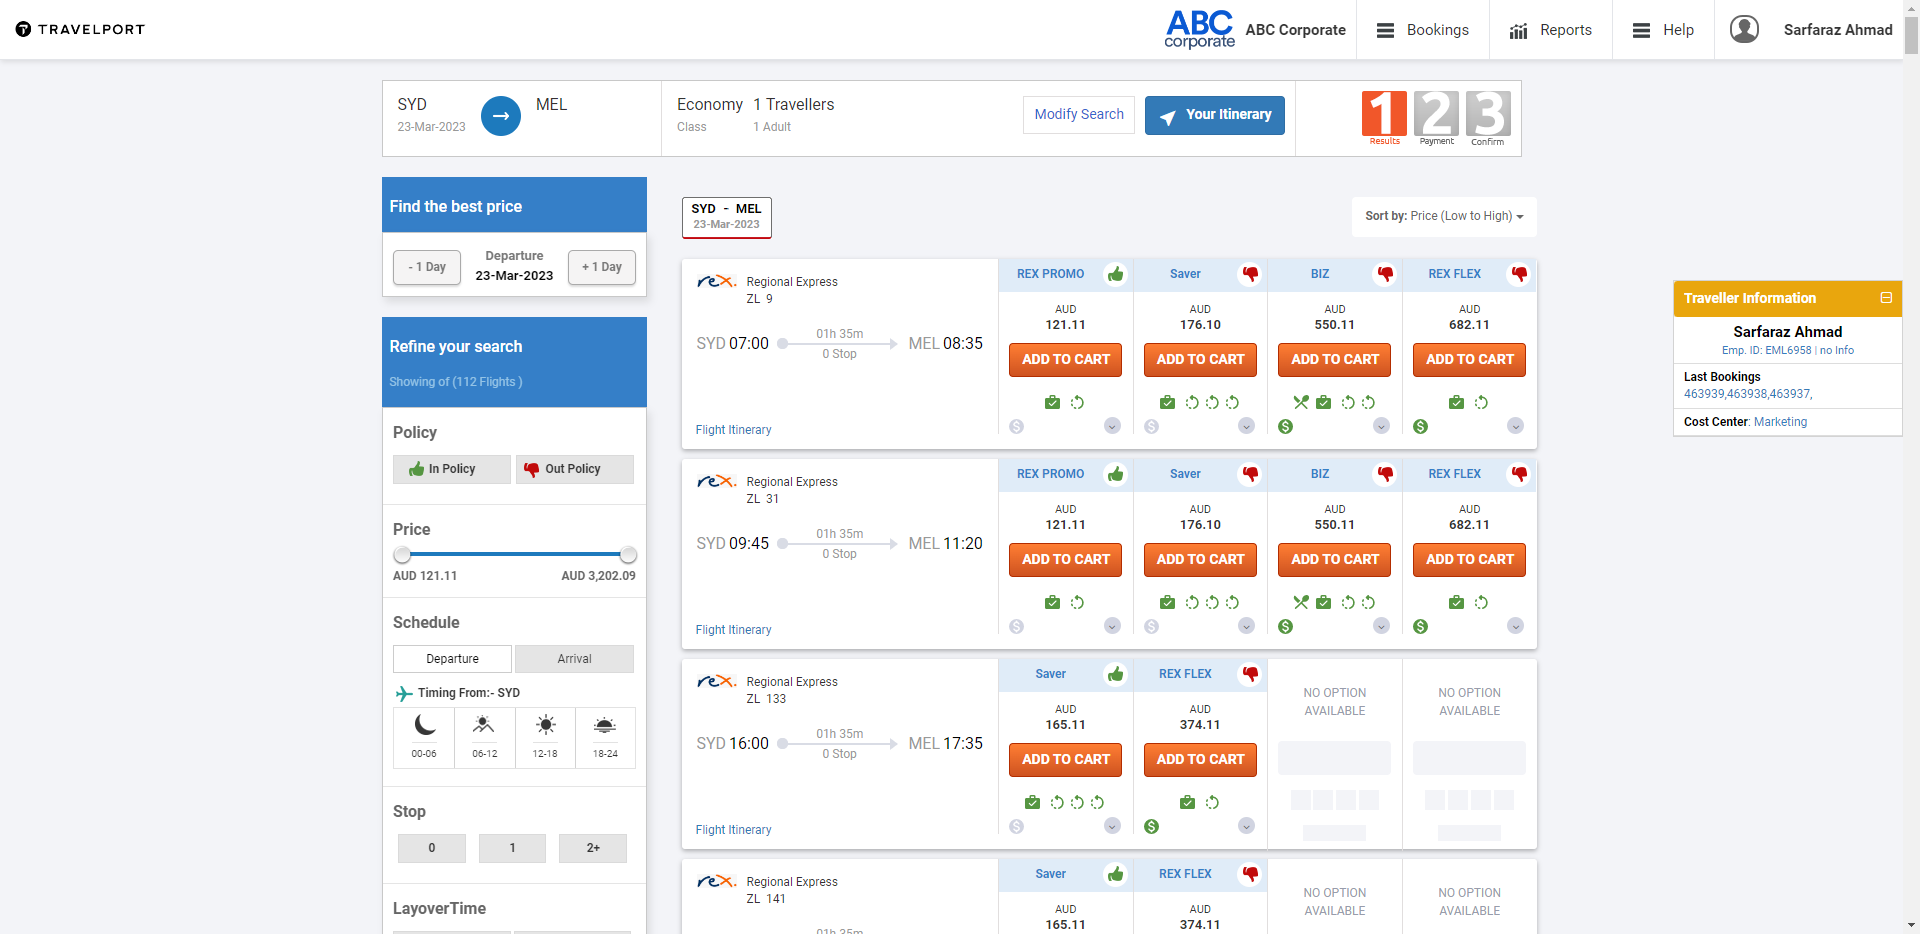 TRAVELPORT
ABC corporate
ABC Corporate
Bookings
Reports
Help
Sarfaraz Ahmad
SYD
23-Mar-2023
MEL
Economy
Class
1 Travellers
1 Adult
Modify Search
Your Itinerary
1 2 3
Results Payment Confirm
Find the best price
- 1 Day
Departure
23-Mar-2023
+ 1 Day
Refine your search
Showing of (112 Flights )
Policy
In Policy
Out Policy
Price
AUD 121.11
AUD 3,202.09
Schedule
Departure
Arrival
Timing From:- SYD
00-06 06-12 12-18 18-24
Stop
0 1 2+
LayoverTime
SYD - MEL
23-Mar-2023
Sort by: Price (Low to High)
rex.
Regional Express
ZL 9
SYD 07:00
01h 35m
0 Stop
MEL 08:35
Flight Itinerary
REX PROMO
AUD
121.11
ADD TO CART
Saver
AUD
176.10
ADD TO CART
BIZ
AUD
550.11
ADD TO CART
REX FLEX
AUD
682.11
ADD TO CART
rex.
Regional Express
ZL 31
SYD 09:45
01h 35m
0 Stop
MEL 11:20
Flight Itinerary
REX PROMO
AUD
121.11
ADD TO CART
Saver
AUD
176.10
ADD TO CART
BIZ
AUD
550.11
ADD TO CART
REX FLEX
AUD
682.11
ADD TO CART
rex.
Regional Express
ZL 133
SYD 16:00
01h 35m
0 Stop
MEL 17:35
Flight Itinerary
Saver
AUD
165.11
ADD TO CART
REX FLEX
AUD
374.11
ADD TO CART
NO OPTION
AVAILABLE
NO OPTION
AVAILABLE
rex.
Regional Express
ZL 141
01h 35m
Saver
AUD
165.11
REX FLEX
AUD
374.11
NO OPTION
AVAILABLE
NO OPTION
AVAILABLE
Traveller Information
Sarfaraz Ahmad
Emp. ID: EML6958 | no Info
Last Bookings
463939,463938,463937,
Cost Center: Marketing